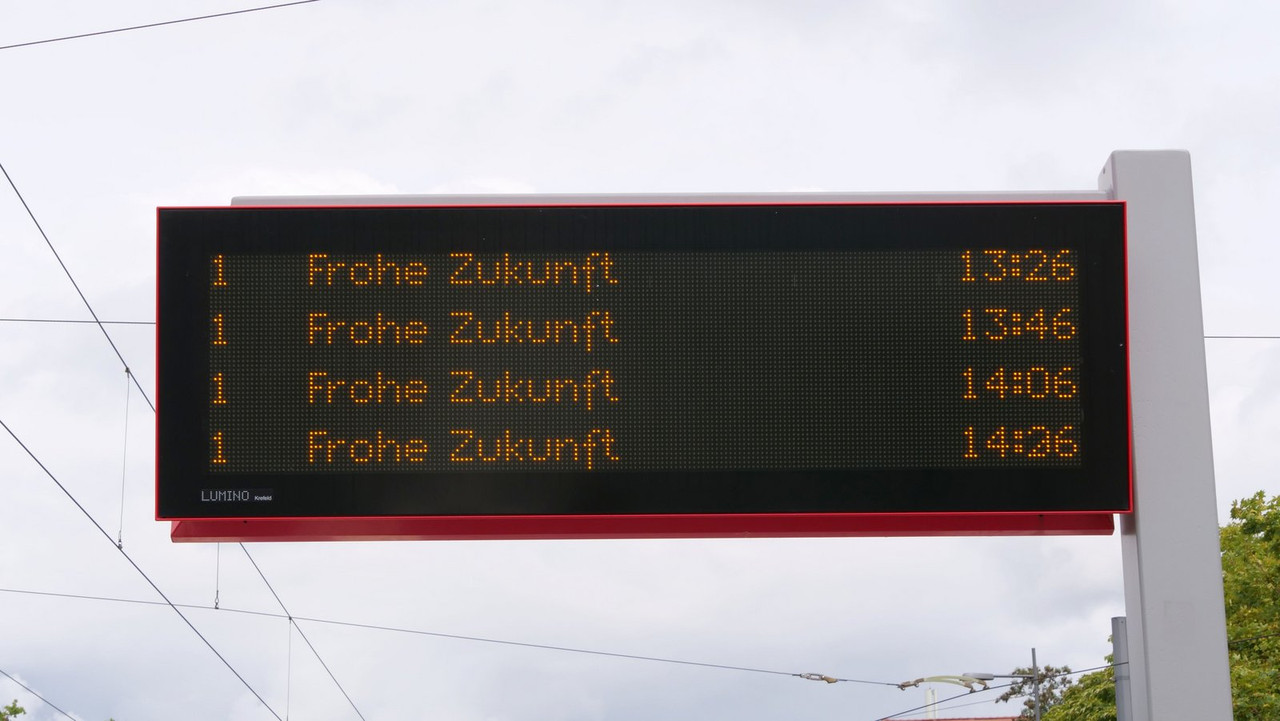 1 Frohe Zukunft 13:26
1 Frohe Zukunft 13:46
1 Frohe Zukunft 14:06
1 Frohe Zukunft 14:26
LUMINO Krefeld